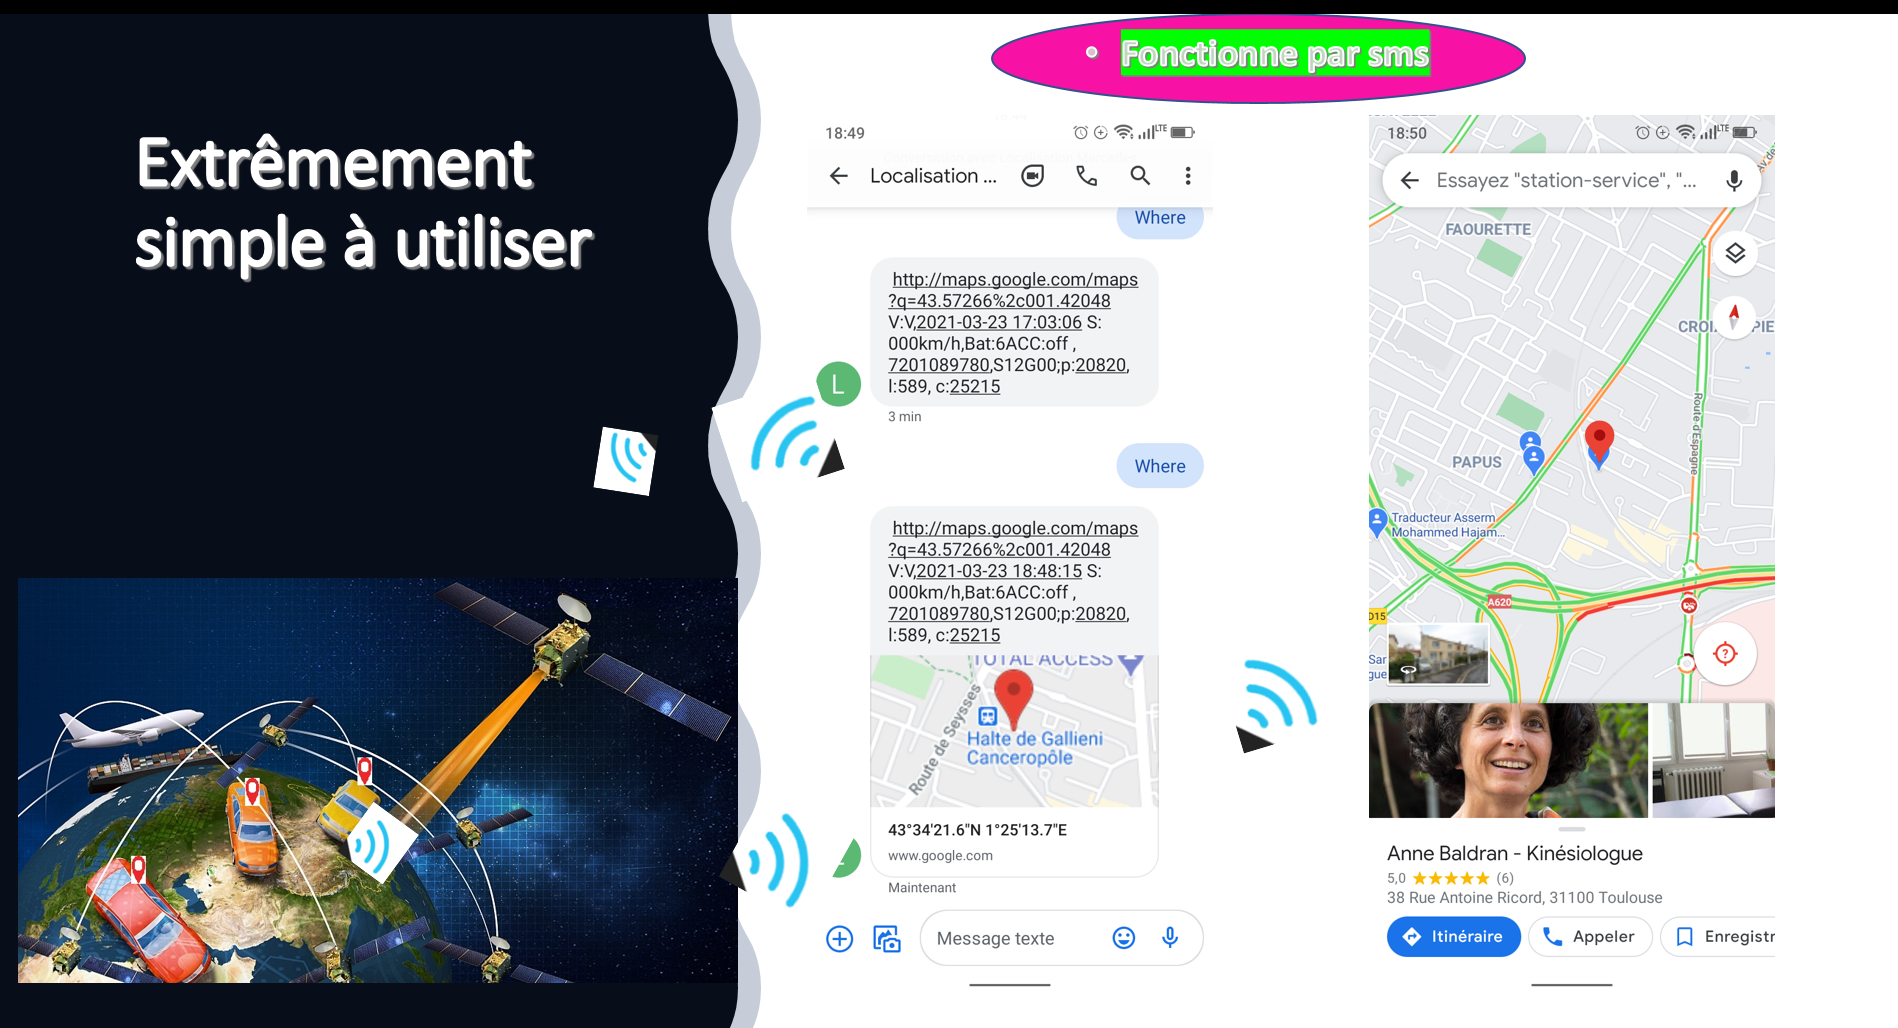 Extrêmement
simple à utiliser
• Fonctionne par sms
18:49
LTE
Localisation ...
Where
http://maps.google.com/maps
?q=43.57266%2c001.42048
V:V,2021-03-23 17:03:06 S:
000km/h,Bat:6ACC:off ,
7201089780,S12G00;p:20820,
l:589, c:25215
L
3 min
Where
http://maps.google.com/maps
?q=43.57266%2c001.42048
V:V,2021-03-23 18:48:15 S:
000km/h,Bat:6ACC:off ,
7201089780,S12G00;p:20820,
l:589, c:25215
TOTAL ACCESS
Route de Seysses
Halte de Gallieni
Canceropôle
43°34'21.6"N 1°25'13.7"E
www.google.com
Maintenant
Message texte
18:50
LTE
Essayez "station-service", "...
FAOURETTE
Route d'Espagne
PAPUS
Traducteur Asserm
Mohammed Hajam...
A620
D15
Anne Baldran - Kinésiologue
5,0 ★★★★★ (6)
38 Rue Antoine Ricord, 31100 Toulouse
Itinéraire
Appeler
Enregistr